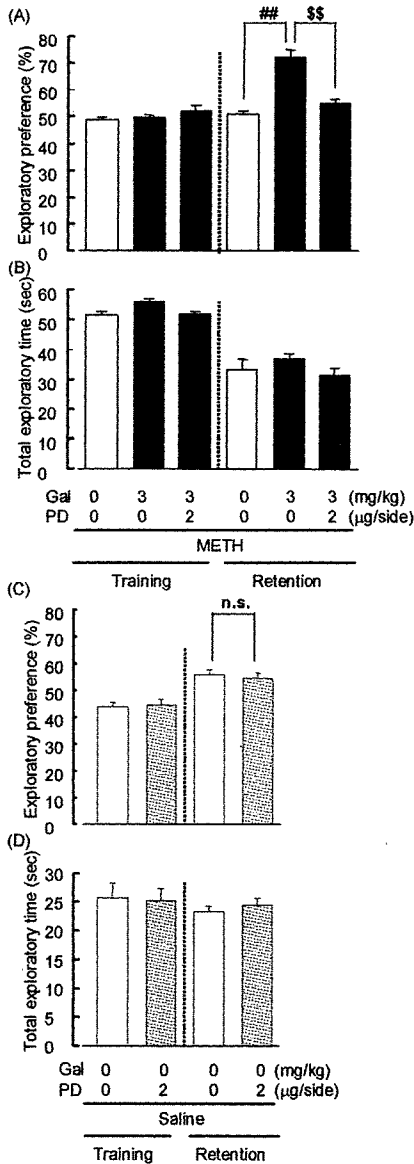 (A)
## $$
Exploratory preference (%)
80
70
60
50
40
30
20
10
0
(B)
Total exploratory time (sec)
60
50
40
30
20
10
0
Gal 0 3 3 0 3 3 (mg/kg)
PD 0 0 2 0 0 2 (μg/side)
METH
Training Retention
(C)
n.s.
Exploratory preference (%)
80
70
60
50
40
30
20
10
0
(D)
Total exploratory time (sec)
30
25
20
15
10
5
0
Gal 0 0 0 0 (mg/kg)
PD 0 2 0 2 (μg/side)
Saline
Training Retention